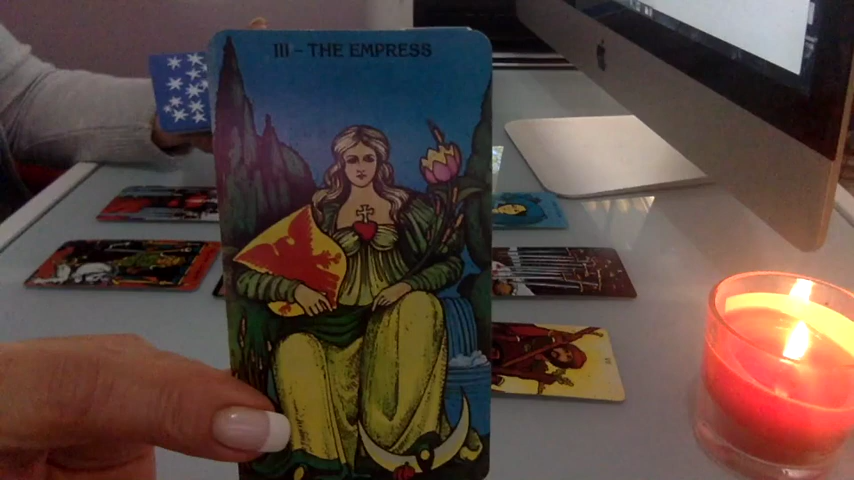 III – THE EMPRESS